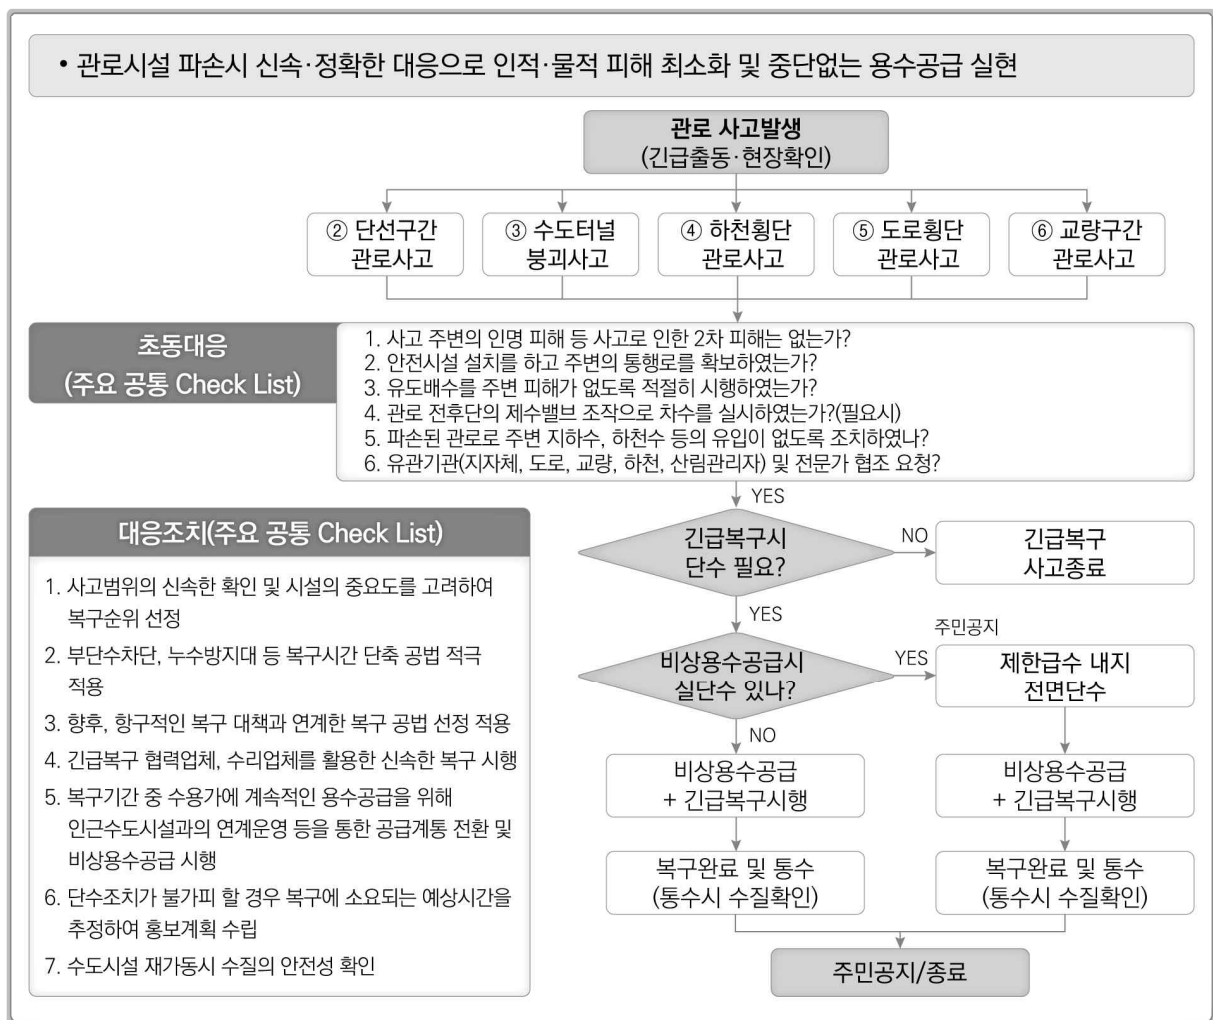 • 관로시설 파손시 신속·정확한 대응으로 인적·물적 피해 최소화 및 중단없는 용수공급 실현
관로 사고발생
(긴급출동·현장확인)
② 단선구간
관로사고
③ 수도터널
붕괴사고
④ 하천횡단
관로사고
⑤ 도로횡단
관로사고
⑥ 교량구간
관로사고
초동대응
(주요 공통 Check List)
1. 사고 주변의 인명 피해 등 사고로 인한 2차 피해는 없는가?
2. 안전시설 설치를 하고 주변의 통행로를 확보하였는가?
3. 유도배수를 주변 피해가 없도록 적절히 시행하였는가?
4. 관로 전후단의 제수밸브 조작으로 차수를 실시하였는가?(필요시)
5. 파손된 관로로 주변 지하수, 하천수 등의 유입이 없도록 조치하였나?
6. 유관기관(지자체, 도로, 교량, 하천, 산림관리자) 및 전문가 협조 요청?
YES
긴급복구시
단수 필요?
NO
긴급복구
사고종료
YES
비상용수공급시
실단수 있나?
YES
주민공지
제한급수 내지
전면단수
NO
비상용수공급
+ 긴급복구시행
비상용수공급
+ 긴급복구시행
복구완료 및 통수
(통수시 수질확인)
복구완료 및 통수
(통수시 수질확인)
주민공지/종료
대응조치(주요 공통 Check List)
1. 사고범위의 신속한 확인 및 시설의 중요도를 고려하여
복구순위 선정
2. 부단수차단, 누수방지대 등 복구시간 단축 공법 적극
적용
3. 향후, 항구적인 복구 대책과 연계한 복구 공법 선정 적용
4. 긴급복구 협력업체, 수리업체를 활용한 신속한 복구 시행
5. 복구기간 중 수용가에 계속적인 용수공급을 위해
인근수도시설과의 연계운영 등을 통한 공급계통 전환 및
비상용수공급 시행
6. 단수조치가 불가피 할 경우 복구에 소요되는 예상시간을
추정하여 홍보계획 수립
7. 수도시설 재가동시 수질의 안전성 확인